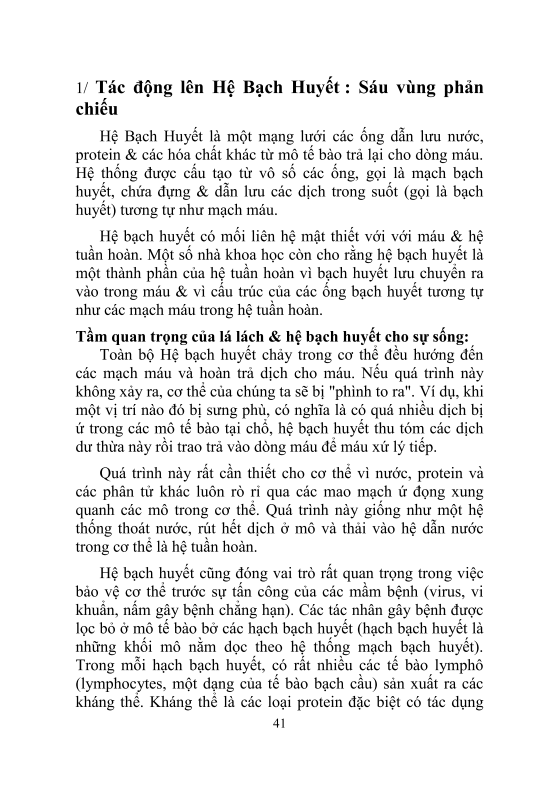 1/ Tác động lên Hệ Bạch Huyết : Sáu vùng phản
chiếu
Hệ Bạch Huyết là một mạng lưới các ống dẫn lưu nước,
protein & các hóa chất khác từ mô tế bào trả lại cho dòng máu.
Hệ thống được cấu tạo từ vô số các ống, gọi là mạch bạch
huyết, chứa đựng & dẫn lưu các dịch trong suốt (gọi là bạch
huyết) tương tự như mạch máu.
Hệ bạch huyết có mối liên hệ mật thiết với với máu & hệ
tuần hoàn. Một số nhà khoa học còn cho rằng hệ bạch huyết là
một thành phần của hệ tuần hoàn vì bạch huyết lưu chuyển ra
vào trong máu & vì cấu trúc của các ống bạch huyết tương tự
như các mạch máu trong hệ tuần hoàn.
Tầm quan trọng của lá lách & hệ bạch huyết cho sự sống:
Toàn bộ Hệ bạch huyết chảy trong cơ thể đều hướng đến
các mạch máu và hoàn trả dịch cho máu. Nếu quá trình này
không xảy ra, cơ thể của chúng ta sẽ bị "phình to ra". Ví dụ, khi
một vị trí nào đó bị sưng phù, có nghĩa là có quá nhiều dịch bị
ứ trong các mô tế bào tại chổ, hệ bạch huyết thu tóm các dịch
dư thừa này rồi trao trả vào dòng máu để máu xứ lý tiếp.
Quá trình này rất cần thiết cho cơ thể vì nước, protein và
các phân tử khác luôn rò rỉ qua các mao mạch ứ đọng xung
quanh các mô trong cơ thể. Quá trình này giống như một hệ
thống thoát nước, rút hết dịch ở mô và thải vào hệ dẫn nước
trong cơ thể là hệ tuần hoàn.
Hệ bạch huyết cũng đóng vai trò rất quan trọng trong việc
bảo vệ cơ thể trước sự tấn công của các mầm bệnh (virus, vi
khuẩn, nấm gây bệnh chẳng hạn). Các tác nhân gây bệnh được
lọc bỏ ở mô tế bào bở các hạch bạch huyết (hạch bạch huyết là
những khối mô nằm dọc theo hệ thống mạch bạch huyết).
Trong mỗi hạch bạch huyết, có rất nhiều các tế bào lymphô
(lymphocytes, một dạng của tế bào bạch cầu) sản xuất ra các
kháng thể. Kháng thể là các loại protein đặc biệt có tác dụng
41